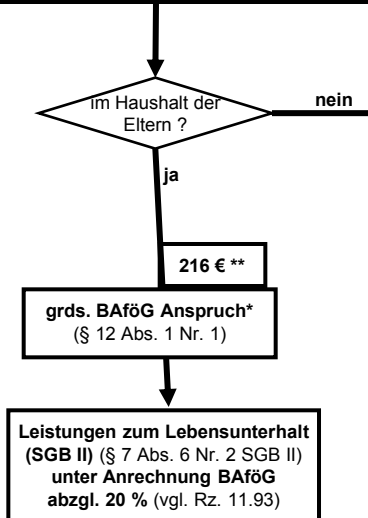 im Haushalt der
Eltern ?
nein
ja
216 € **
grds. BAföG Anspruch*
(§ 12 Abs. 1 Nr. 1)
Leistungen zum Lebensunterhalt
(SGB II) (§ 7 Abs. 6 Nr. 2 SGB II)
unter Anrechnung BAföG
abzgl. 20 % (vgl. Rz. 11.93)